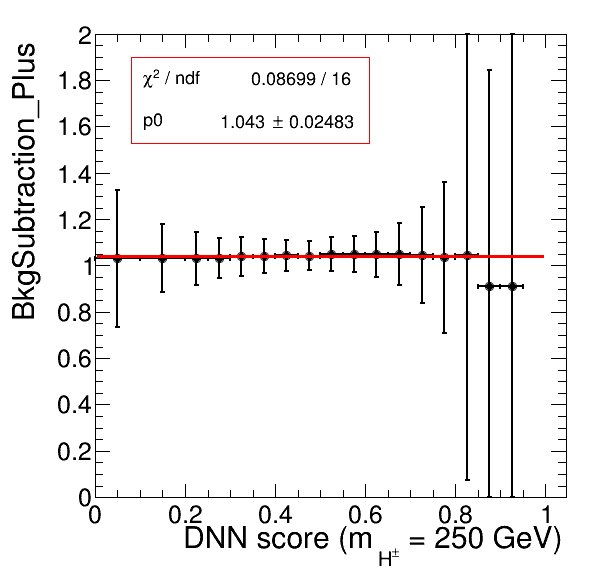 BkgSubtraction_Plus
2
1.8
1.6
1.4
1.2
1
0.8
0.6
0.4
0.2
0
χ² / ndf 0.08699 / 16
p0 1.043 ± 0.02483
0 0.2 0.4 0.6 0.8 1
DNN score (m_H± = 250 GeV)